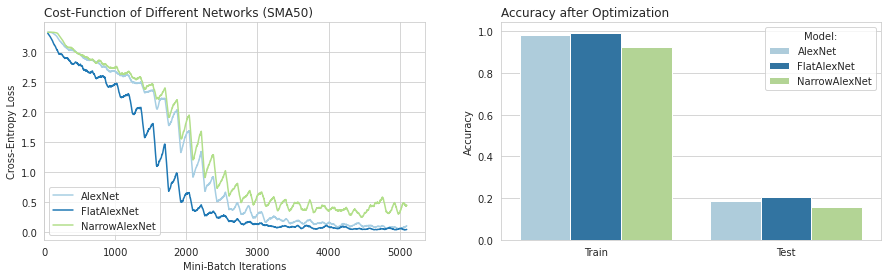 Cost-Function of Different Networks (SMA50)
Cross-Entropy Loss
3.0
2.5
2.0
1.5
1.0
0.5
0.0
AlexNet
FlatAlexNet
NarrowAlexNet
0
1000
2000
3000
4000
5000
Mini-Batch Iterations
Accuracy after Optimization
Accuracy
1.0
0.8
0.6
0.4
0.2
0.0
Model:
AlexNet
FlatAlexNet
NarrowAlexNet
Train
Test